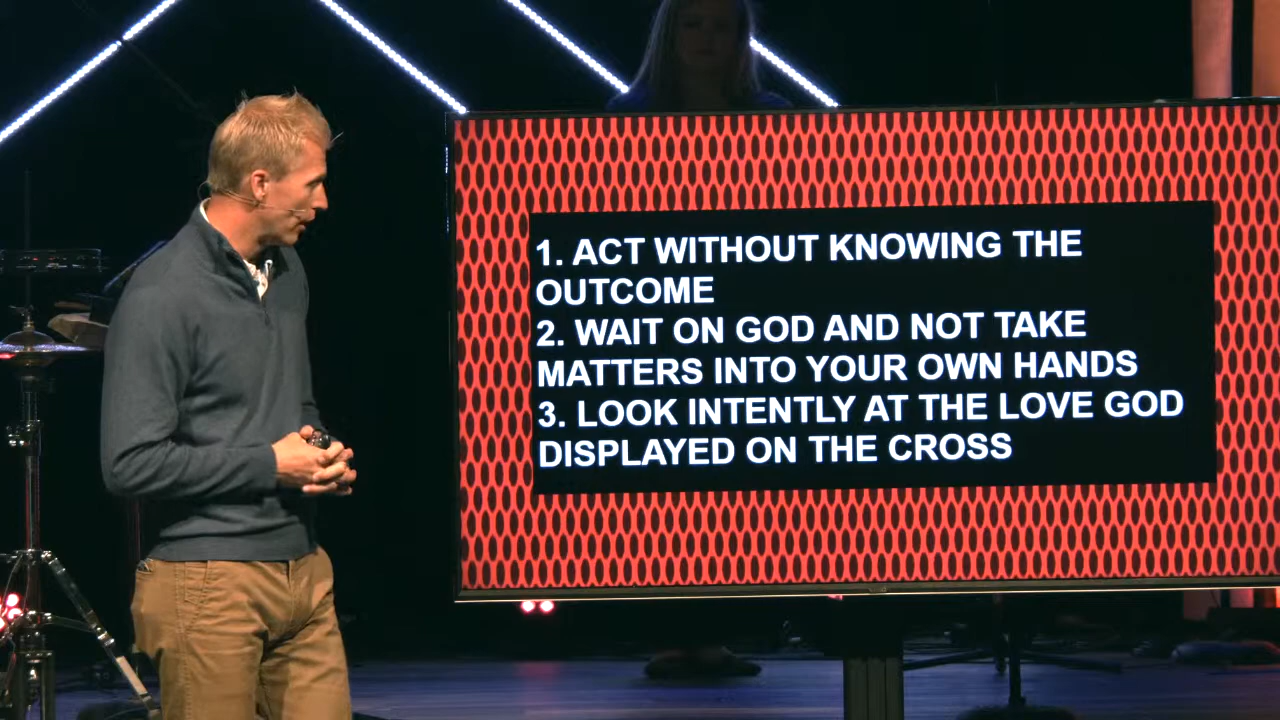 1. ACT WITHOUT KNOWING THE
OUTCOME
2. WAIT ON GOD AND NOT TAKE
MATTERS INTO YOUR OWN HANDS
3. LOOK INTENTLY AT THE LOVE GOD
DISPLAYED ON THE CROSS